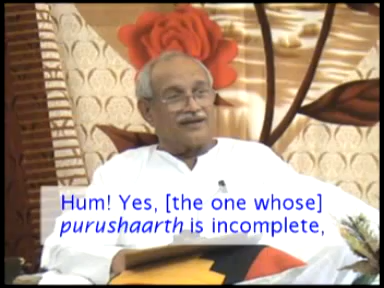 Hum! Yes, [the one whose]
purushaarth is incomplete,